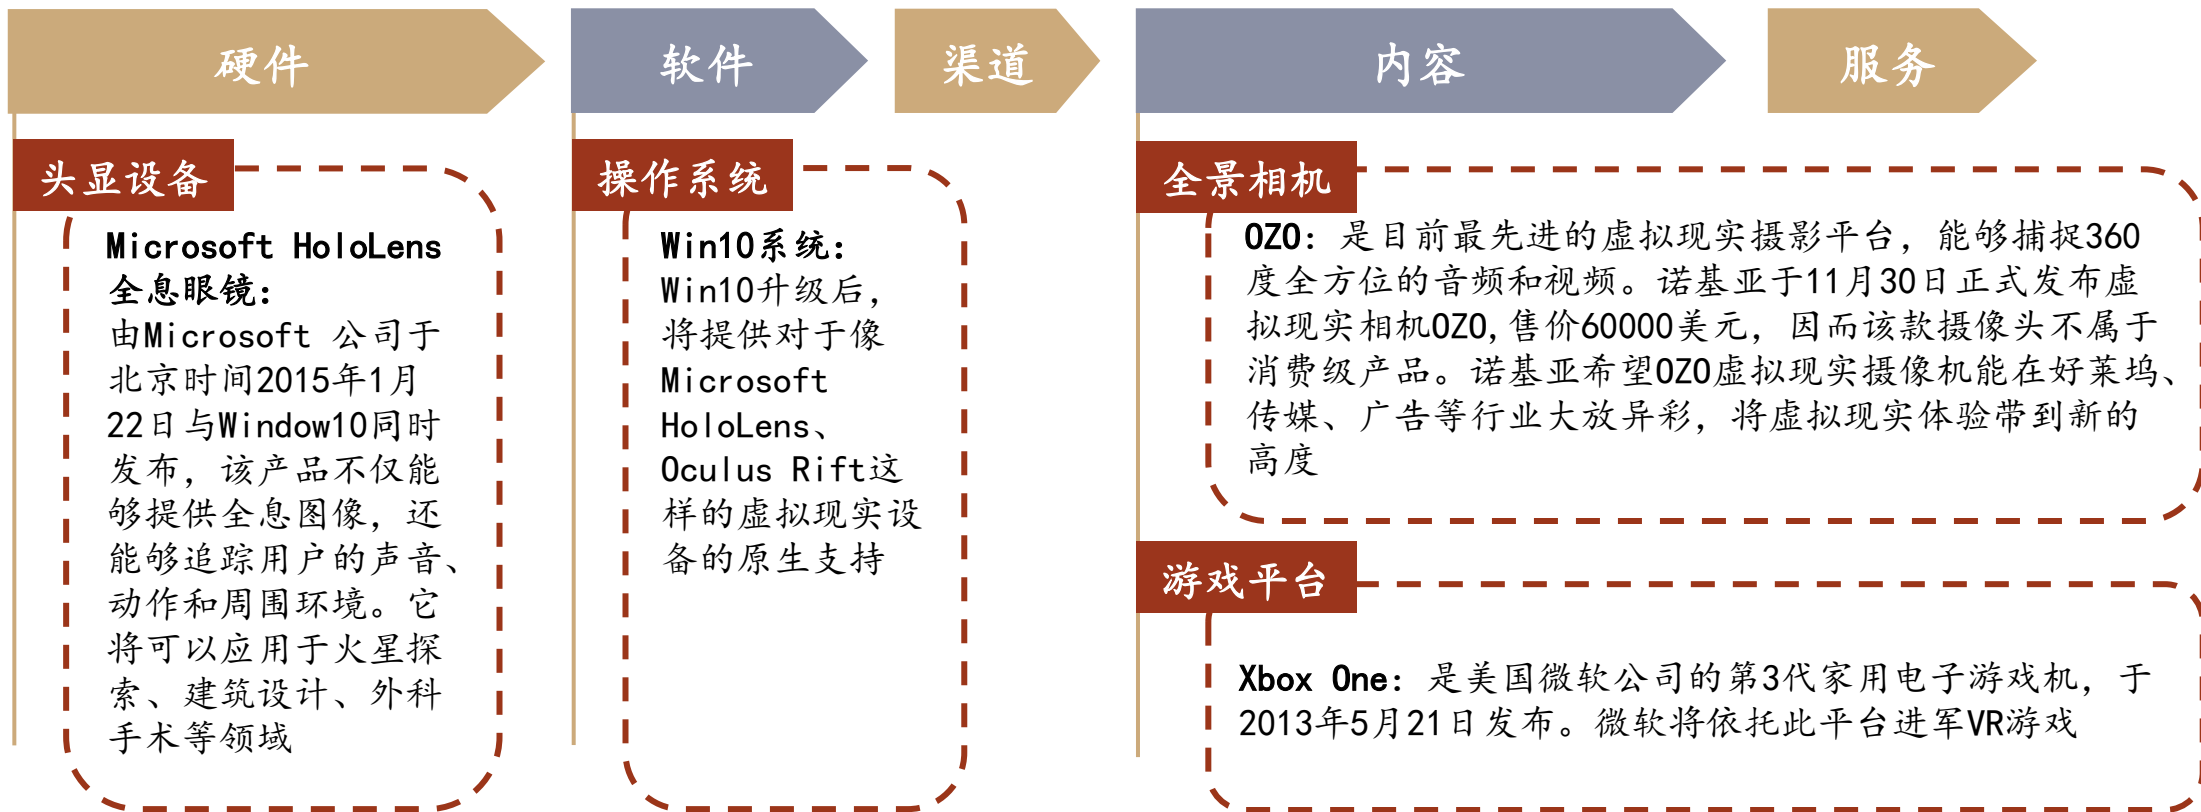 硬件
软件
渠道
内容
服务
头显设备
Microsoft HoloLens
全息眼镜：
由Microsoft 公司于
北京时间2015年1月
22日与Window10同时
发布，该产品不仅能
够提供全息图像，还
能够追踪用户的声音、
动作和周围环境。它
将可以应用于火星探
索、建筑设计、外科
手术等领域
操作系统
Win10系统：
Win10升级后，
将提供对于像
Microsoft
HoloLens、
Oculus Rift这
样的虚拟现实设
备的原生支持
全景相机
OZO：是目前最先进的虚拟现实摄影平台，能够捕捉360
度全方位的音频和视频。诺基亚于11月30日正式发布虚
拟现实相机OZO,售价60000美元，因而该款摄像头不属于
消费级产品。诺基亚希望OZO虚拟现实摄像机能在好莱坞、
传媒、广告等行业大放异彩，将虚拟现实体验带到新的
高度
游戏平台
Xbox One：是美国微软公司的第3代家用电子游戏机，于
2013年5月21日发布。微软将依托此平台进军VR游戏